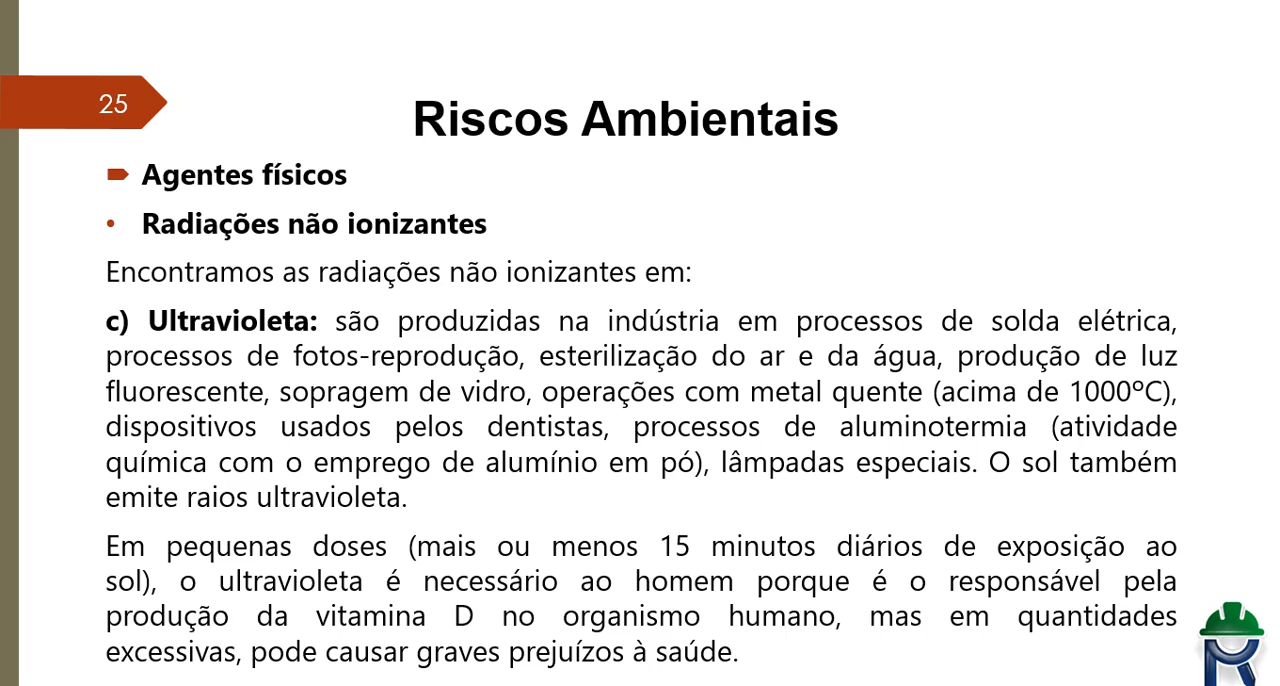 25
Riscos Ambientais
Agentes físicos
• Radiações não ionizantes
Encontramos as radiações não ionizantes em:
c) Ultravioleta: são produzidas na indústria em processos de solda elétrica,
processos de fotos-reprodução, esterilização do ar e da água, produção de luz
fluorescente, sopragem de vidro, operações com metal quente (acima de 1000ºC),
dispositivos usados pelos dentistas, processos de aluminotermia (atividade
química com o emprego de alumínio em pó), lâmpadas especiais. O sol também
emite raios ultravioleta.
Em pequenas doses (mais ou menos 15 minutos diários de exposição ao
sol), o ultravioleta é necessário ao homem porque é o responsável pela
produção da vitamina D no organismo humano, mas em quantidades
excessivas, pode causar graves prejuízos à saúde.